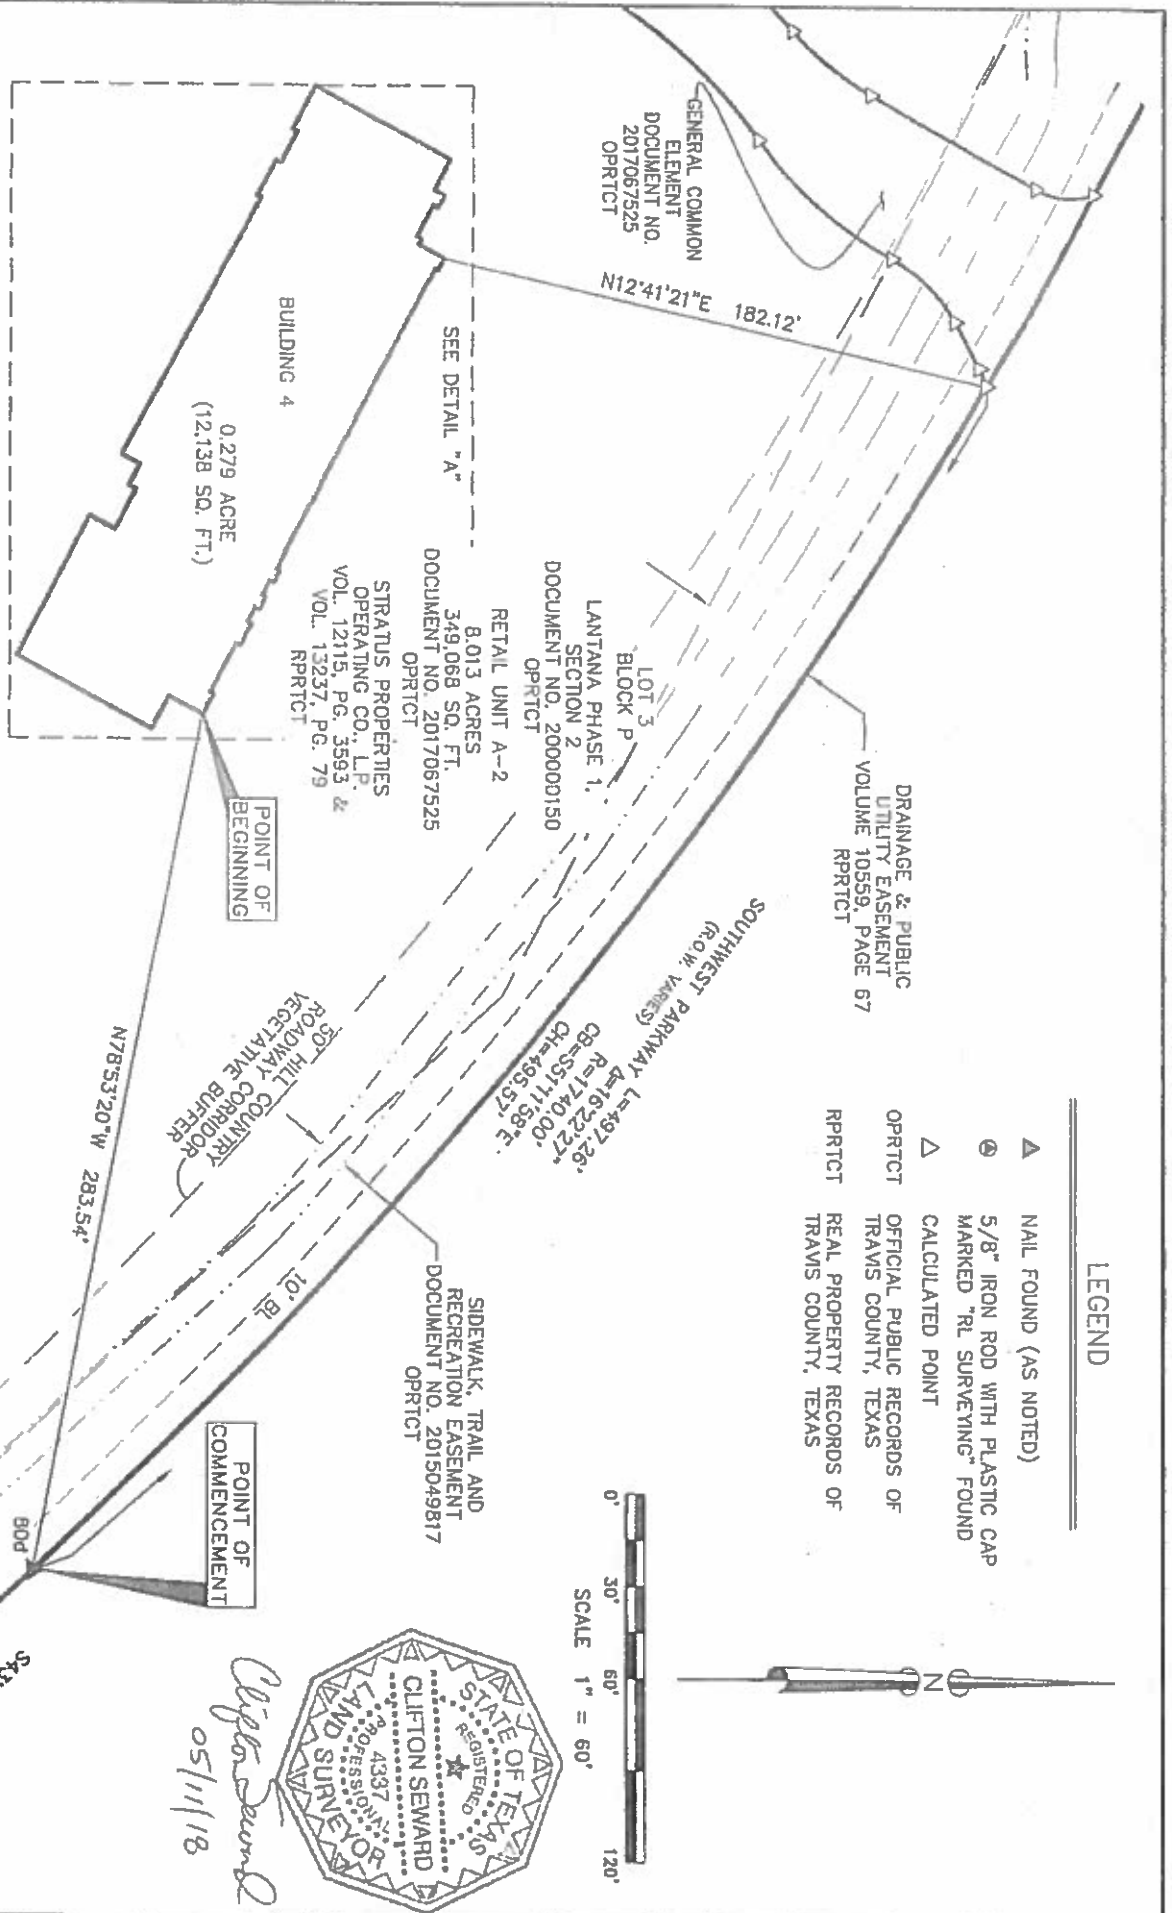 LEGEND
NAIL FOUND (AS NOTED)
5/8" IRON ROD WITH PLASTIC CAP
MARKED "RL SURVEYING" FOUND
CALCULATED POINT
OPRTCT OFFICIAL PUBLIC RECORDS OF
TRAVIS COUNTY, TEXAS
RPRTCT REAL PROPERTY RECORDS OF
TRAVIS COUNTY, TEXAS
N
0' 30' 60' 120'
SCALE 1" = 60'
DRAINAGE & PUBLIC
UTILITY EASEMENT
VOLUME 10559, PAGE 67
RPRTCT
SOUTHWEST PARKWAY
(R.O.W. VARIES)
L=497.26'
Δ=16°22'27"
R=1740.00'
CB=S51°11'58"E
CH=495.57'
GENERAL COMMON
ELEMENT
DOCUMENT NO.
2017067525
OPRTCT
N12°41'21"E 182.12'
SEE DETAIL "A"
BUILDING 4
0.279 ACRE
(12,138 SQ. FT.)
LOT 3
BLOCK P
LANTANA PHASE 1,
SECTION 2
DOCUMENT NO. 200000150
OPRTCT
RETAIL UNIT A-2
8.013 ACRES
349,068 SQ. FT.
DOCUMENT NO. 2017067525
OPRTCT
STRATUS PROPERTIES
OPERATING CO., L.P.
VOL. 12115, PG. 3593 &
VOL. 13237, PG. 79
RPRTCT
POINT OF
BEGINNING
50' HILL COUNTRY
ROADWAY CORRIDOR
VEGETATIVE BUFFER
N78°53'20"W 283.54'
10' BL
SIDEWALK, TRAIL AND
RECREATION EASEMENT
DOCUMENT NO. 2015049817
OPRTCT
POINT OF
COMMENCEMENT
60d
STATE OF TEXAS
REGISTERED
CLIFTON SEWARD
4337
PROFESSIONAL
LAND SURVEYOR
Clifton Seward
05/11/18